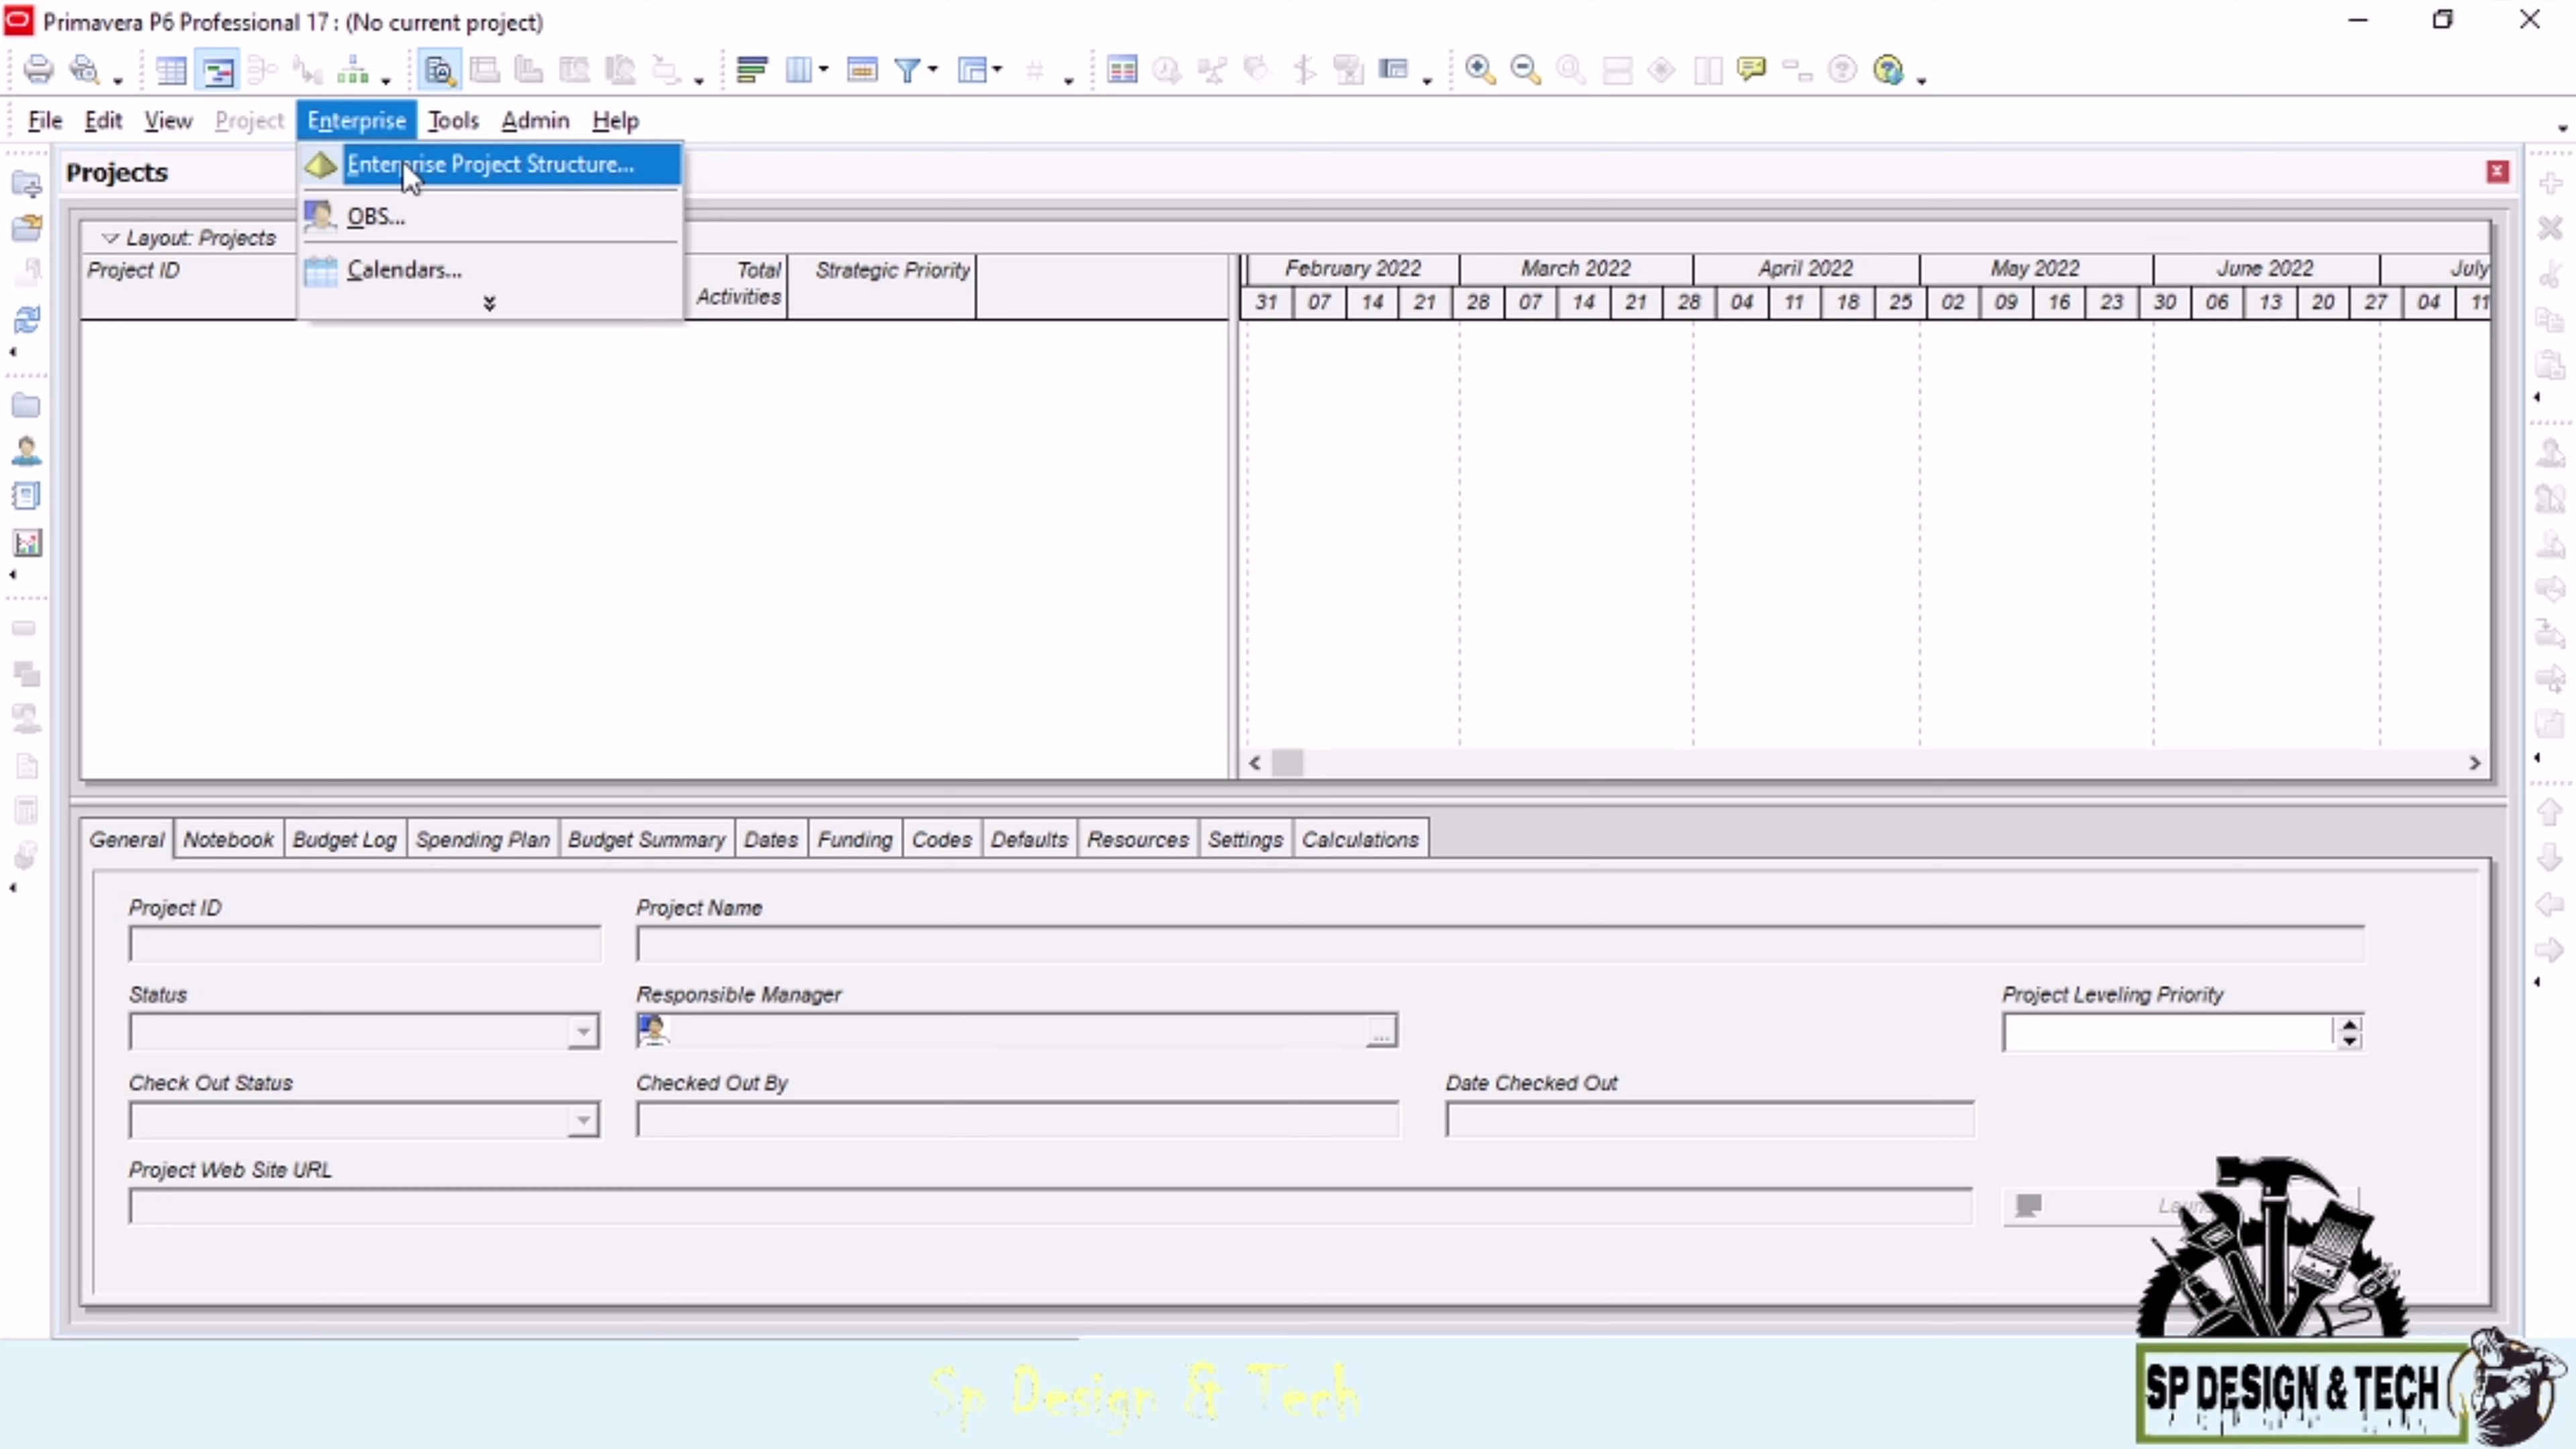 Primavera P6 Professional 17 : (No current project)
File Edit View Project Enterprise Tools Admin Help
Enterprise Project Structure...
OBS...
Calendars...
Projects
Layout: Projects
Project ID
Total Activities
Strategic Priority
February 2022 March 2022 April 2022 May 2022 June 2022 July
31 07 14 21 28 07 14 21 28 04 11 18 25 02 09 16 23 30 06 13 20 27 04 11
General Notebook Budget Log Spending Plan Budget Summary Dates Funding Codes Defaults Resources Settings Calculations
Project ID Project Name
Status Responsible Manager Project Leveling Priority
...
Check Out Status Checked Out By Date Checked Out
Project Web Site URL
Sp Design & Tech
SP DESIGN & TECH